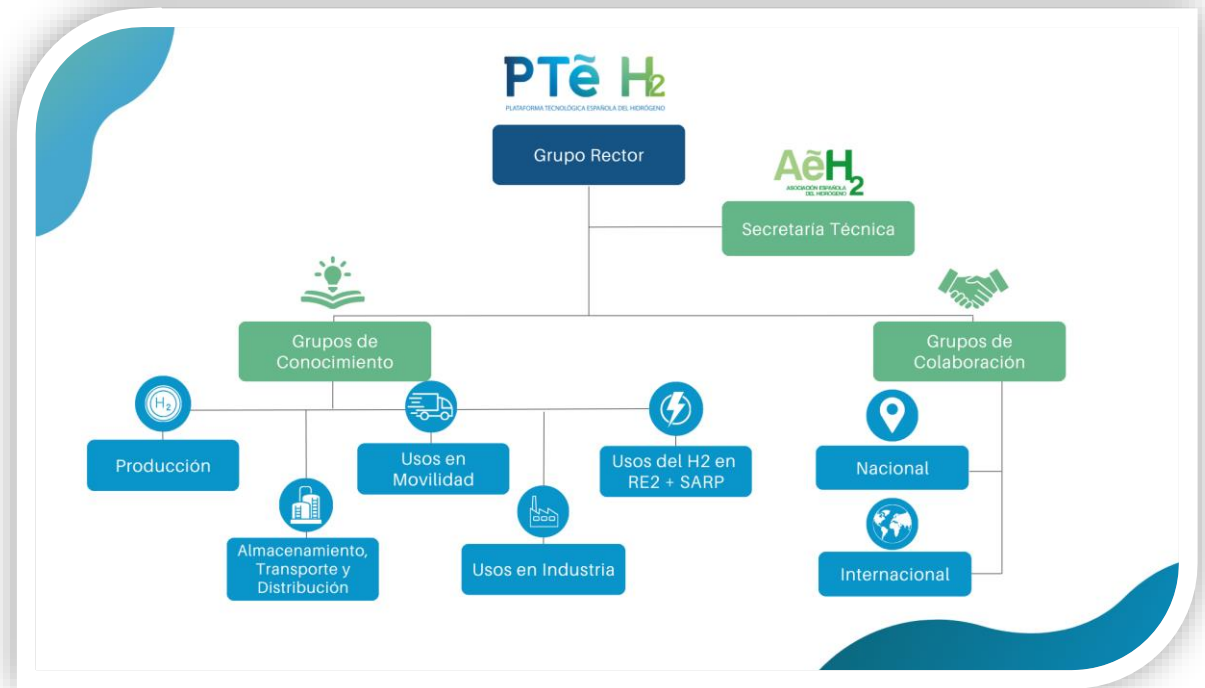 PTẽ H2
PLATAFORMA TECNOLÓGICA ESPAÑOLA DEL HIDRÓGENO
Grupo Rector
AẽH2
ASOCIACIÓN ESPAÑOLA
DEL HIDRÓGENO
Secretaría Técnica
Grupos de
Conocimiento
Grupos de
Colaboración
H2
Producción
Usos en
Movilidad
Usos del H2 en
RE2 + SARP
Nacional
Almacenamiento,
Transporte y
Distribución
Usos en Industria
Internacional